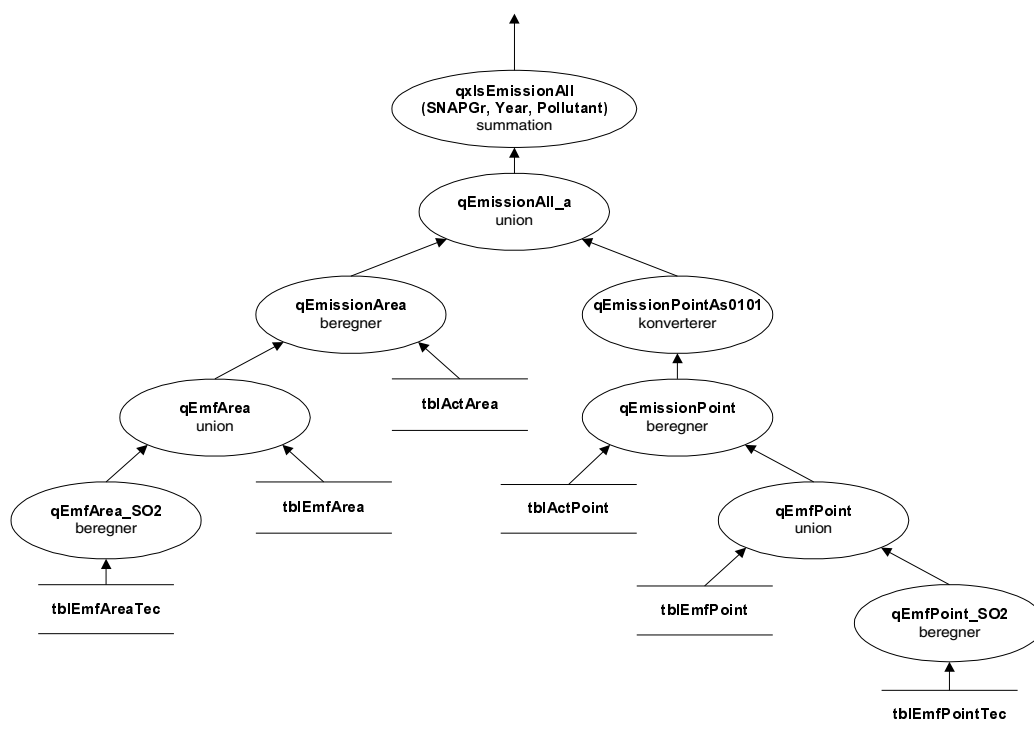 qxlsEmissionAll
(SNAPGr, Year, Pollutant)
summation
qEmissionAll_a
union
qEmissionArea
beregner
qEmissionPointAs0101
konverterer
qEmfArea
union
tblActArea
qEmissionPoint
beregner
qEmfArea_SO2
beregner
tblEmfArea
tblActPoint
qEmfPoint
union
tblEmfAreaTec
tblEmfPoint
qEmfPoint_SO2
beregner
tblEmfPointTec